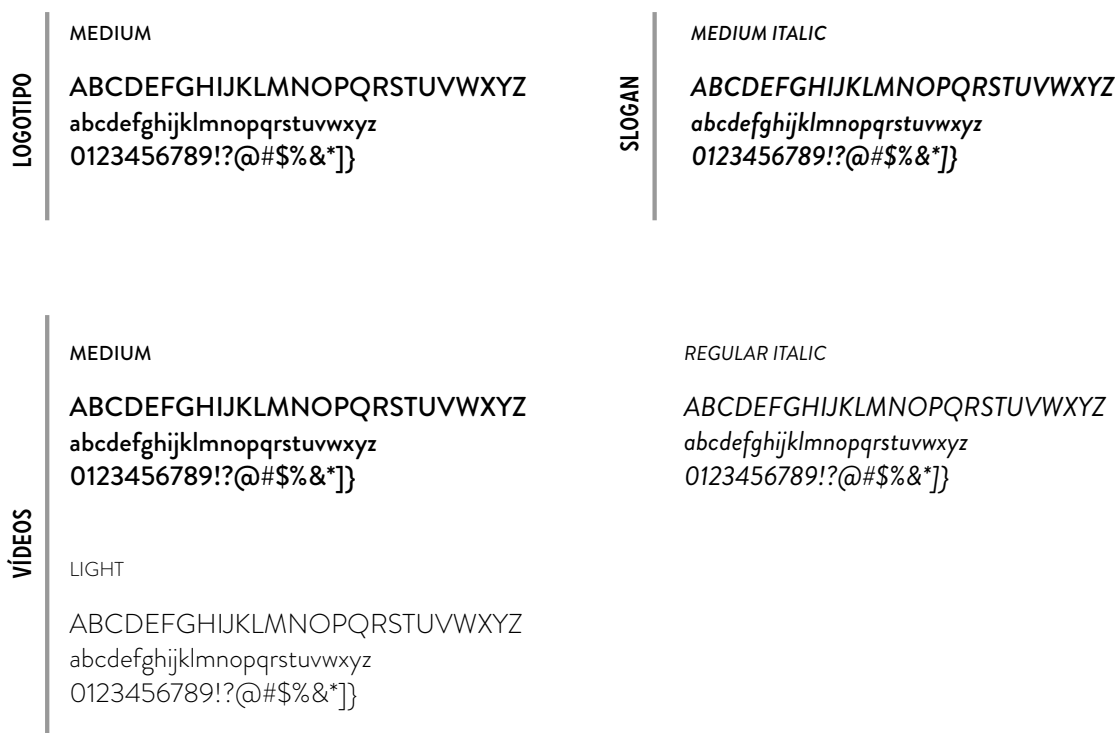 LOGOTIPO
MEDIUM
ABCDEFGHIJKLMNOPQRSTUVWXYZ
abcdefghijklmnopqrstuvwxyz
0123456789!?@#$%&*]}
SLOGAN
MEDIUM ITALIC
ABCDEFGHIJKLMNOPQRSTUVWXYZ
abcdefghijklmnopqrstuvwxyz
0123456789!?@#$%&*]}
VÍDEOS
MEDIUM
ABCDEFGHIJKLMNOPQRSTUVWXYZ
abcdefghijklmnopqrstuvwxyz
0123456789!?@#$%&*]}
REGULAR ITALIC
ABCDEFGHIJKLMNOPQRSTUVWXYZ
abcdefghijklmnopqrstuvwxyz
0123456789!?@#$%&*]}
LIGHT
ABCDEFGHIJKLMNOPQRSTUVWXYZ
abcdefghijklmnopqrstuvwxyz
0123456789!?@#$%&*]}